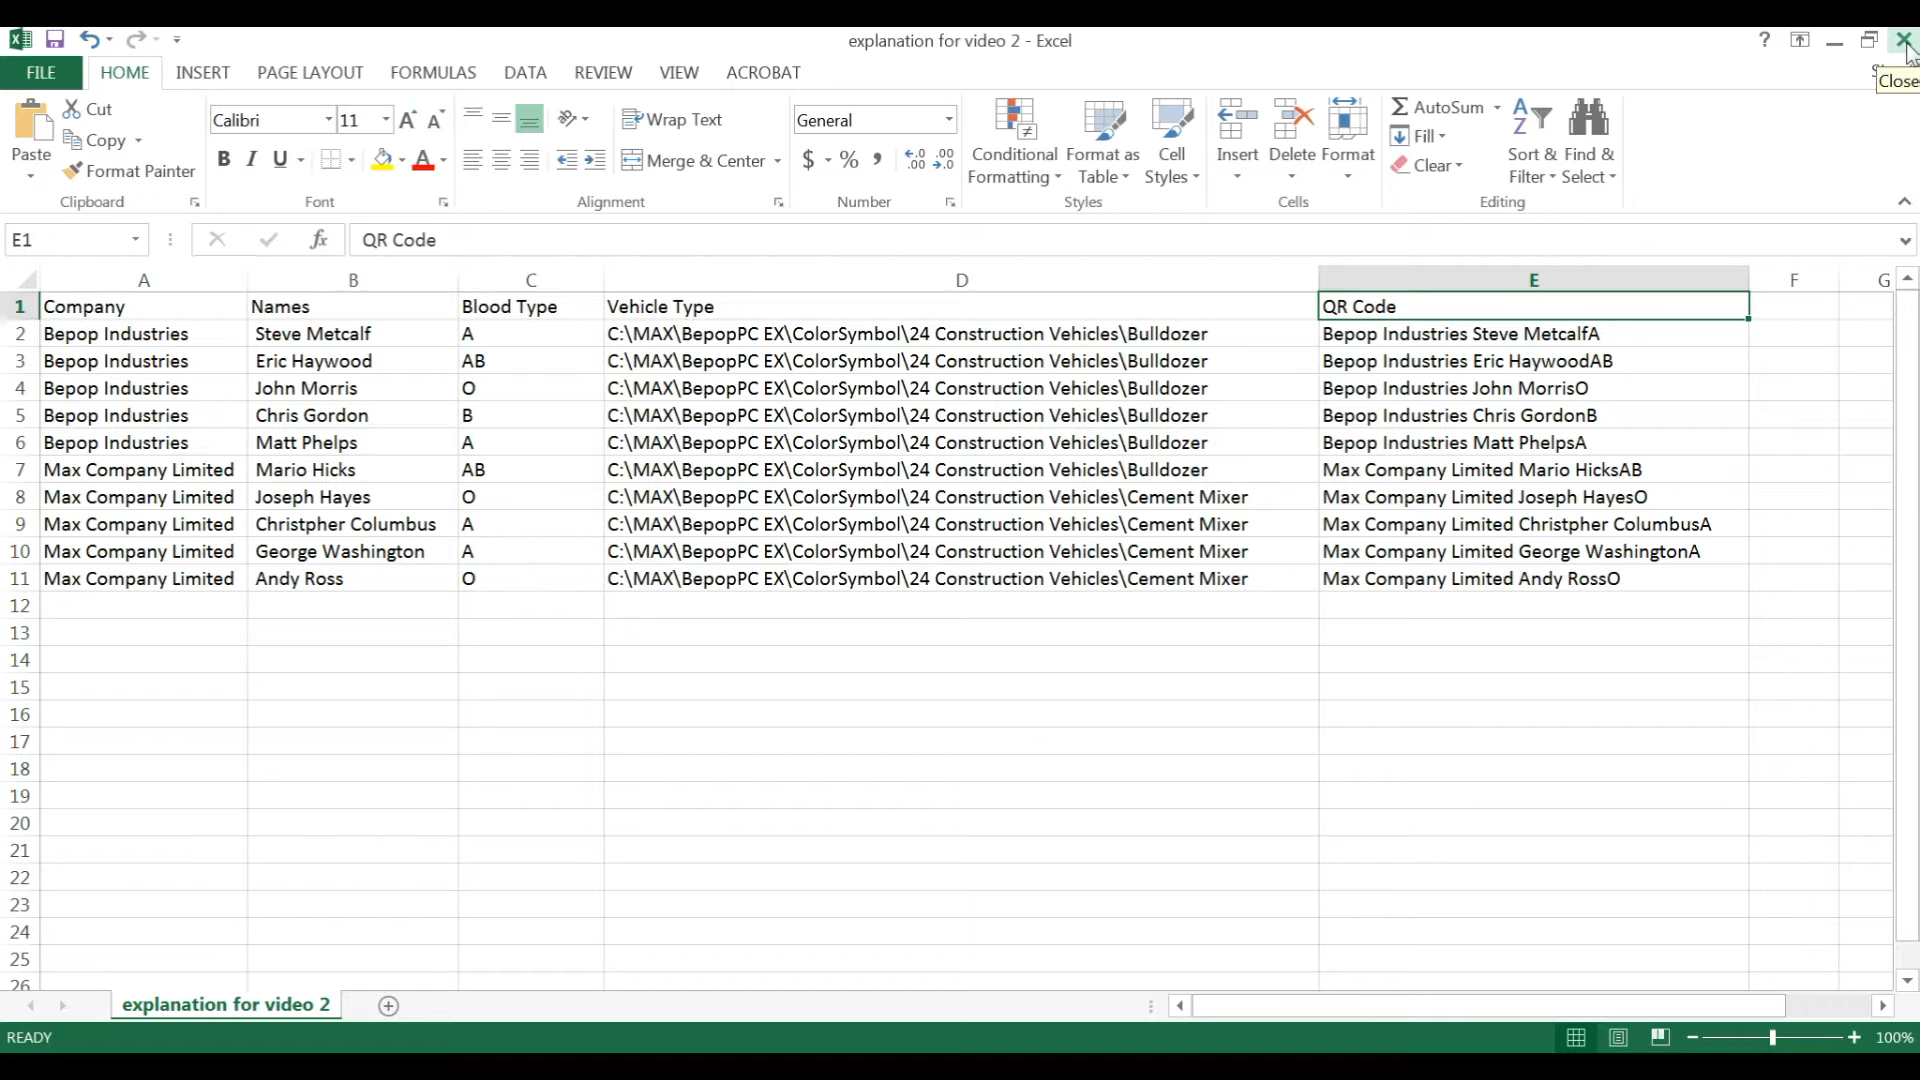 explanation for video 2 - Excel
?
FILE HOME INSERT PAGE LAYOUT FORMULAS DATA REVIEW VIEW ACROBAT
Close
Cut
Copy
Format Painter
Paste
Clipboard
Calibri 11
B I U
Font
Wrap Text
Merge & Center
Alignment
General
$ % ,
Number
Conditional Formatting
Format as Table
Cell Styles
Styles
Insert
Delete
Format
Cells
AutoSum
Fill
Clear
Sort & Filter
Find & Select
Editing
E1 fx QR Code
A B C D E F G
1 Company Names Blood Type Vehicle Type QR Code
2 Bepop Industries Steve Metcalf A C:\MAX\BepopPC EX\ColorSymbol\24 Construction Vehicles\Bulldozer Bepop Industries Steve MetcalfA
3 Bepop Industries Eric Haywood AB C:\MAX\BepopPC EX\ColorSymbol\24 Construction Vehicles\Bulldozer Bepop Industries Eric HaywoodAB
4 Bepop Industries John Morris O C:\MAX\BepopPC EX\ColorSymbol\24 Construction Vehicles\Bulldozer Bepop Industries John MorrisO
5 Bepop Industries Chris Gordon B C:\MAX\BepopPC EX\ColorSymbol\24 Construction Vehicles\Bulldozer Bepop Industries Chris GordonB
6 Bepop Industries Matt Phelps A C:\MAX\BepopPC EX\ColorSymbol\24 Construction Vehicles\Bulldozer Bepop Industries Matt PhelpsA
7 Max Company Limited Mario Hicks AB C:\MAX\BepopPC EX\ColorSymbol\24 Construction Vehicles\Bulldozer Max Company Limited Mario HicksAB
8 Max Company Limited Joseph Hayes O C:\MAX\BepopPC EX\ColorSymbol\24 Construction Vehicles\Cement Mixer Max Company Limited Joseph HayesO
9 Max Company Limited Christpher Columbus A C:\MAX\BepopPC EX\ColorSymbol\24 Construction Vehicles\Cement Mixer Max Company Limited Christpher ColumbusA
10 Max Company Limited George Washington A C:\MAX\BepopPC EX\ColorSymbol\24 Construction Vehicles\Cement Mixer Max Company Limited George WashingtonA
11 Max Company Limited Andy Ross O C:\MAX\BepopPC EX\ColorSymbol\24 Construction Vehicles\Cement Mixer Max Company Limited Andy RossO
12
13
14
15
16
17
18
19
20
21
22
23
24
25
26
explanation for video 2
READY 100%